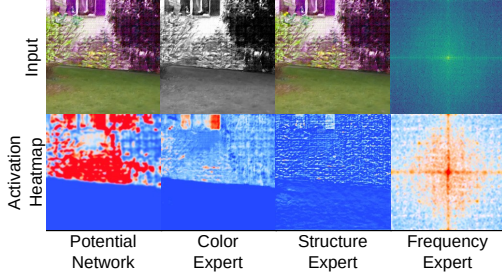 Input
Activation
Heatmap
Potential
Network
Color
Expert
Structure
Expert
Frequency
Expert